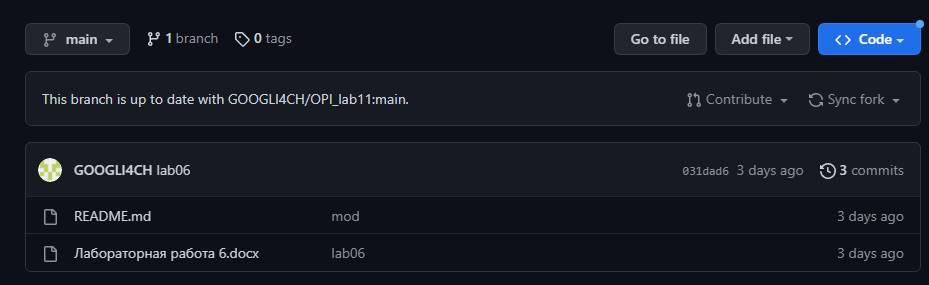 main 1 branch 0 tags Go to file Add file Code
This branch is up to date with GOOGLI4CH/OPI_lab11:main. Contribute Sync fork
GOOGLI4CH lab06 031dad6 3 days ago 3 commits
README.md mod 3 days ago
Лабораторная работа 6.docx lab06 3 days ago